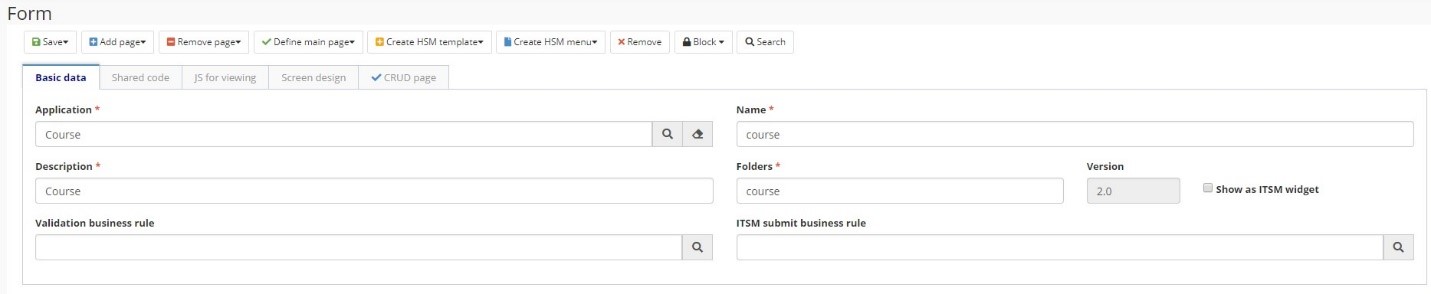 Form
Save Add page Remove page Define main page Create HSM template Create HSM menu Remove Block Search
Basic data Shared code JS for viewing Screen design CRUD page
Application * Name *
Course course
Description * Folders * Version
Course course 2.0 Show as ITSM widget
Validation business rule ITSM submit business rule